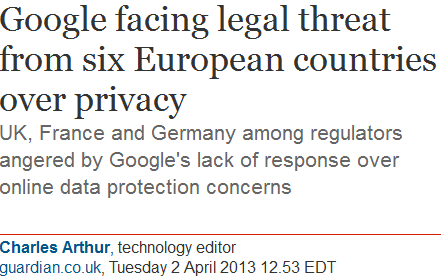 Google facing legal threat
from six European countries
over privacy
UK, France and Germany among regulators
angered by Google's lack of response over
online data protection concerns
Charles Arthur, technology editor
guardian.co.uk, Tuesday 2 April 2013 12.53 EDT